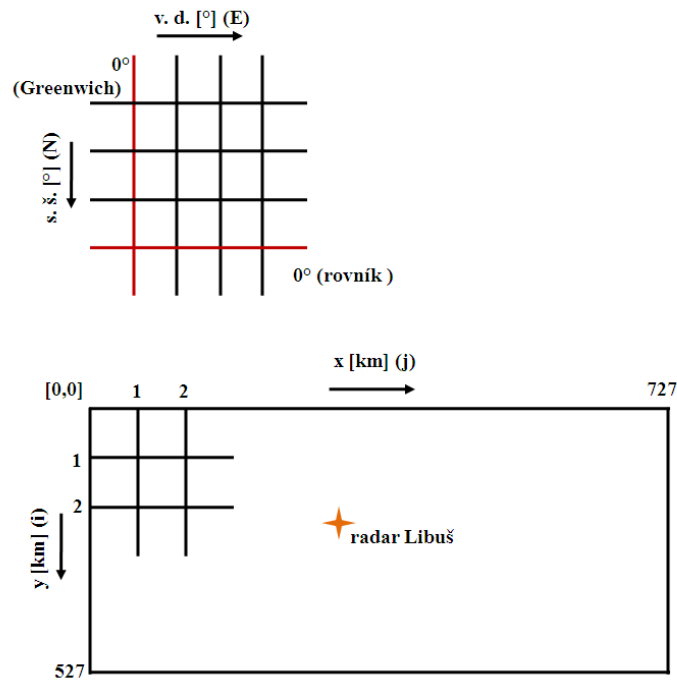 v. d. [°] (E)
0°
(Greenwich)
s. š. [°] (N)
0° (rovník )
x [km] (j)
[0,0]
1
2
727
1
2
y [km] (i)
radar Libuš
527